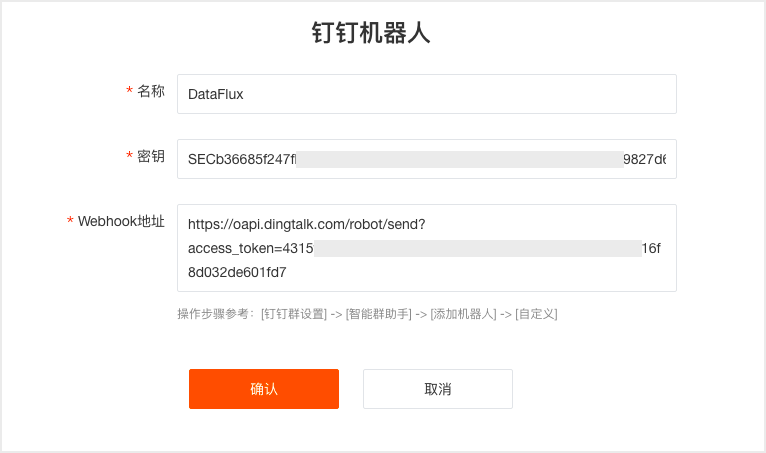 钉钉机器人
* 名称
DataFlux
* 密钥
SECb36685f247f 9827d6
* Webhook地址
https://oapi.dingtalk.com/robot/send?
access_token=4315 16f
8d032de601fd7
操作步骤参考：[钉钉群设置] -> [智能群助手] -> [添加机器人] -> [自定义]
确认
取消